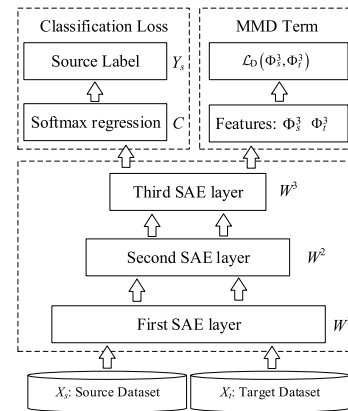 Classification Loss MMD Term
Source Label Y_s ℒ_D(Φ_s^3, Φ_t^3)
Softmax regression C Features: Φ_s^3 Φ_t^3
Third SAE layer W^3
Second SAE layer W^2
First SAE layer W
X_s: Source Dataset X_t: Target Dataset